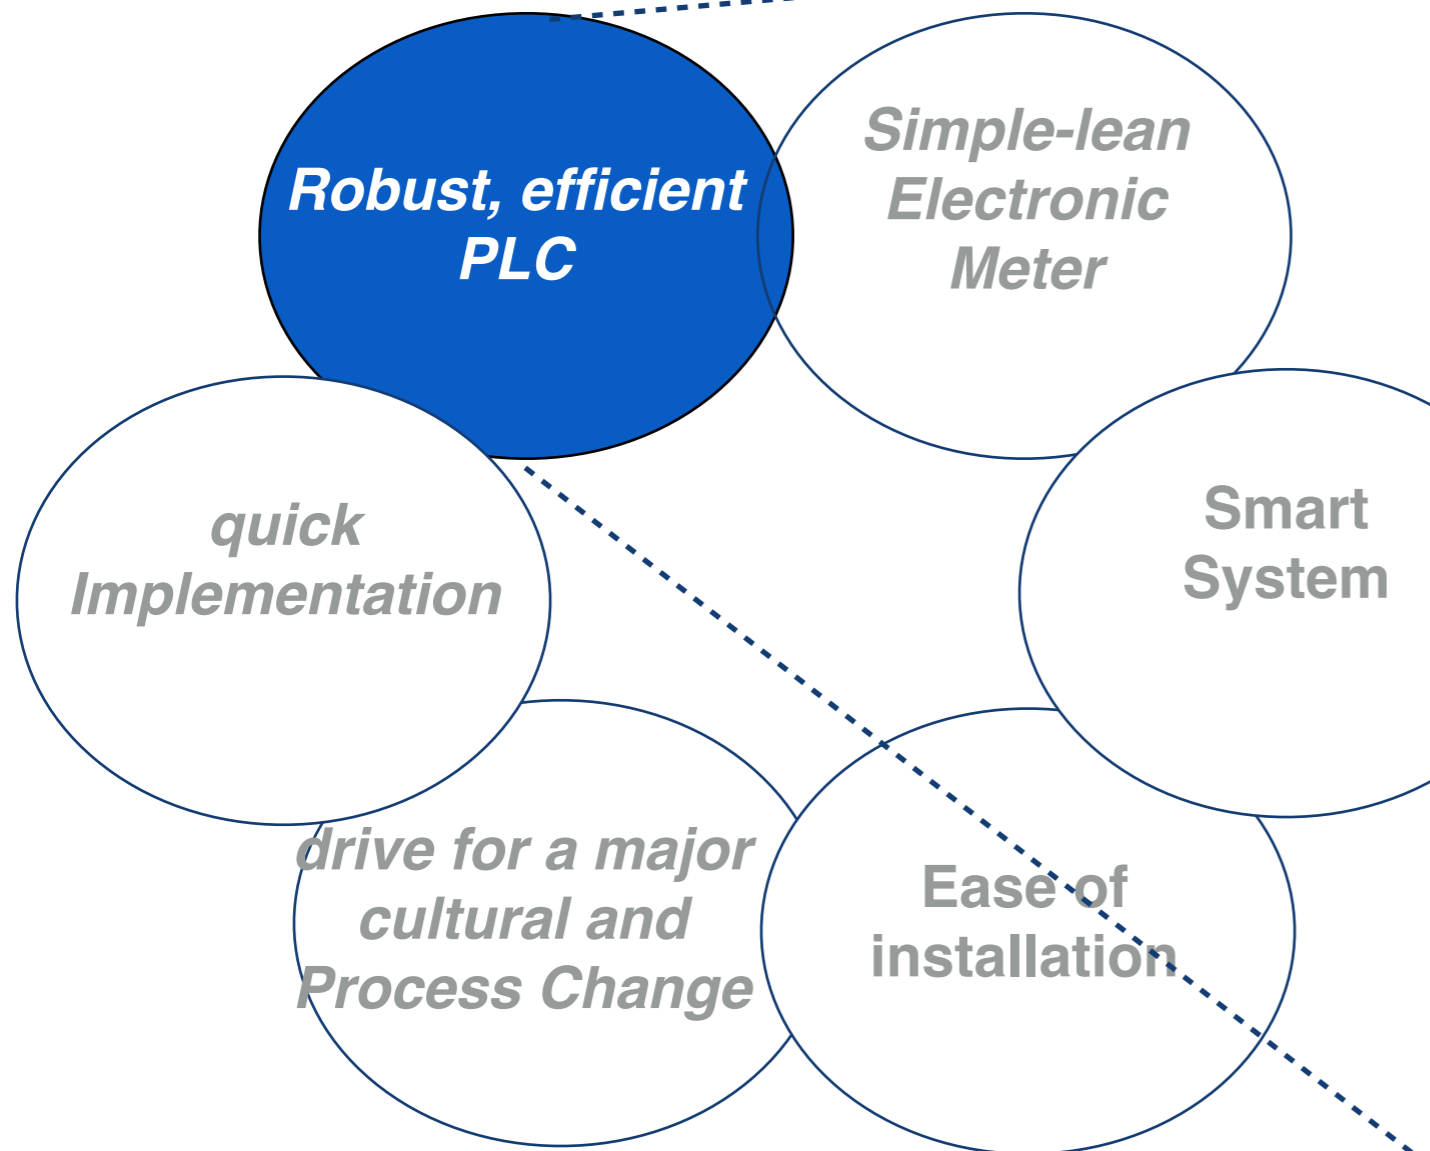 Robust, efficient
PLC
Simple-lean
Electronic
Meter
Smart
System
Ease of
installation
drive for a major
cultural and
Process Change
quick
Implementation